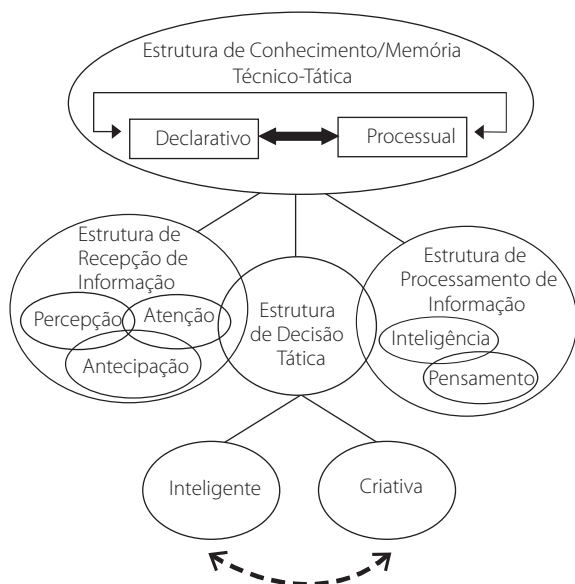 Estrutura de Conhecimento/Memória
Técnico-Tática
Declarativo
Processual
Estrutura de
Recepção de
Informação
Percepção
Atenção
Antecipação
Estrutura
de Decisão
Tática
Estrutura de
Processamento de
Informação
Inteligência
Pensamento
Inteligente
Criativa